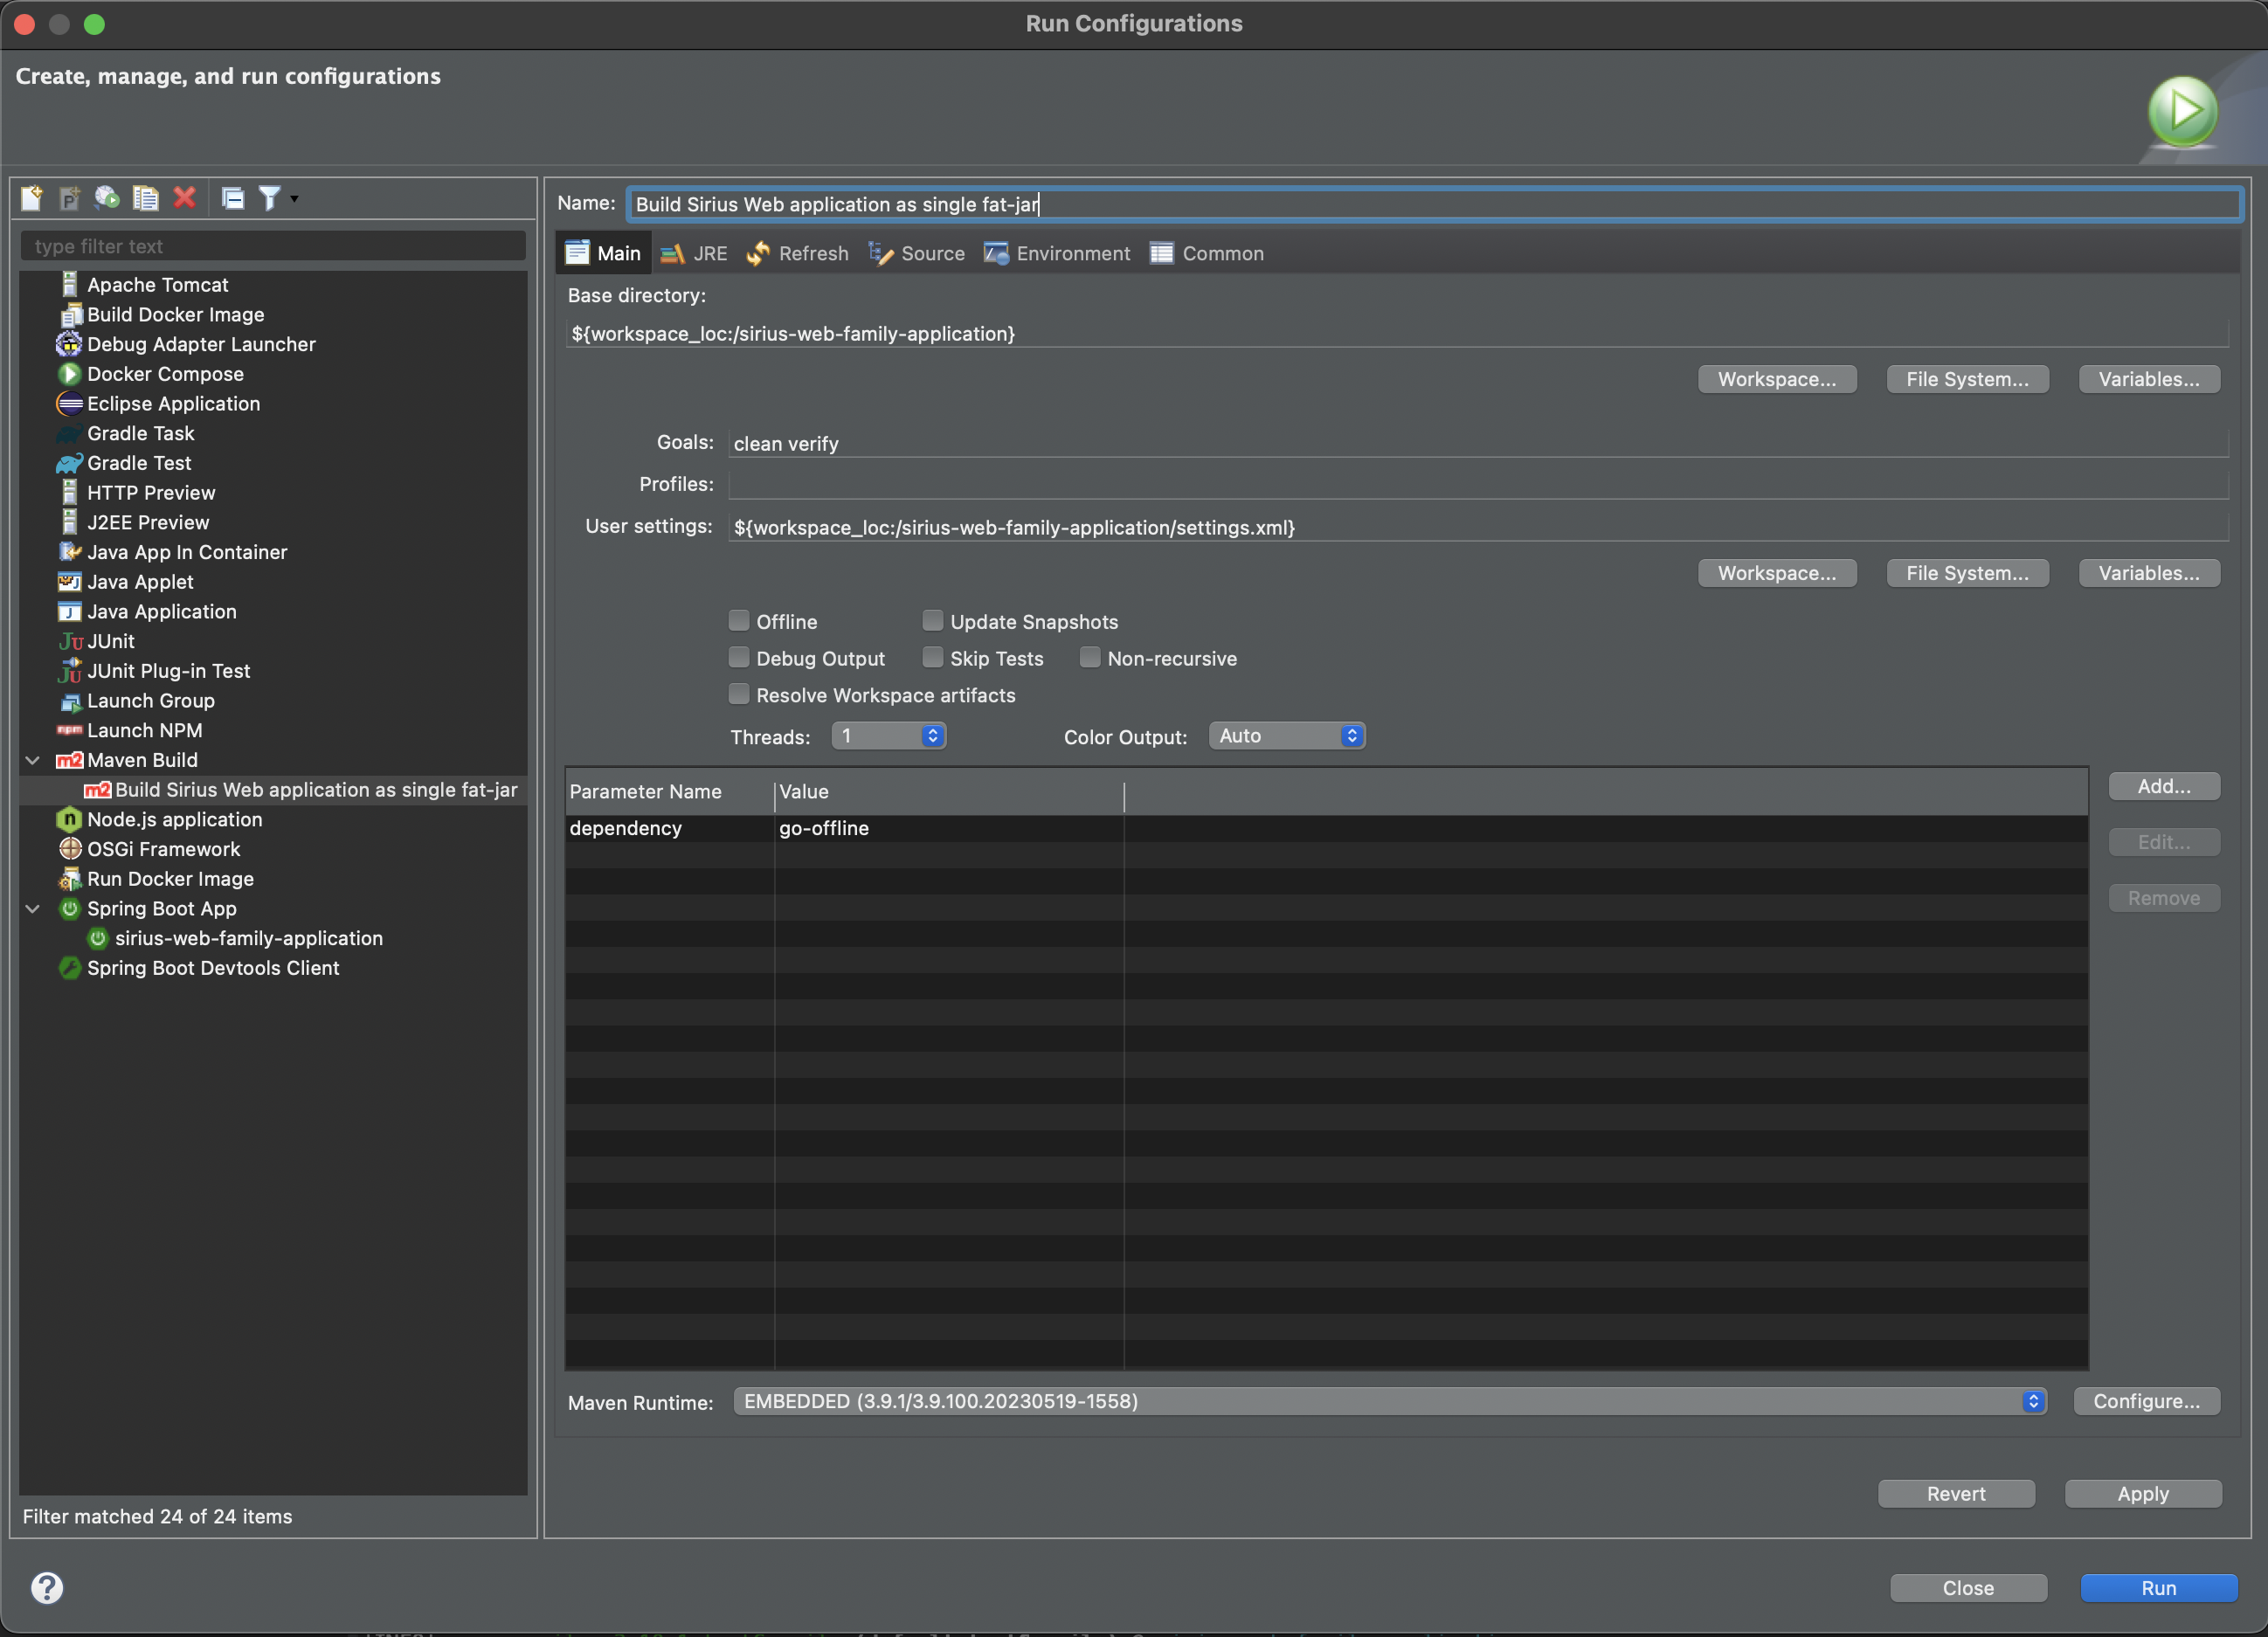 Run Configurations
Create, manage, and run configurations
type filter text
Apache Tomcat
Build Docker Image
Debug Adapter Launcher
Docker Compose
Eclipse Application
Gradle Task
Gradle Test
HTTP Preview
J2EE Preview
Java App In Container
Java Applet
Java Application
JUnit
JUnit Plug-in Test
Launch Group
Launch NPM
Maven Build
Build Sirius Web application as single fat-jar
Node.js application
OSGi Framework
Run Docker Image
Spring Boot App
sirius-web-family-application
Spring Boot Devtools Client
Filter matched 24 of 24 items
Name: Build Sirius Web application as single fat-jar
Main JRE Refresh Source Environment Common
Base directory:
${workspace_loc:/sirius-web-family-application}
Workspace... File System... Variables...
Goals: clean verify
Profiles:
User settings: ${workspace_loc:/sirius-web-family-application/settings.xml}
Workspace... File System... Variables...
Offline Update Snapshots
Debug Output Skip Tests Non-recursive
Resolve Workspace artifacts
Threads: 1 Color Output: Auto
Parameter Name Value
dependency go-offline
Add...
Edit...
Remove
Maven Runtime: EMBEDDED (3.9.1/3.9.100.20230519-1558) Configure...
Revert Apply
Close Run